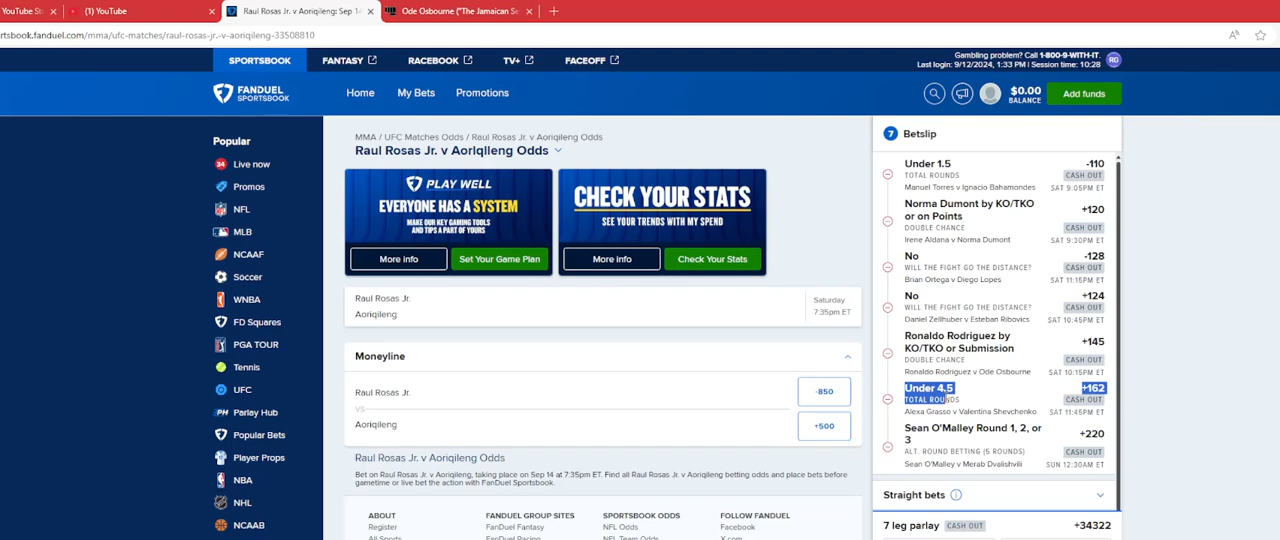 YouTube St
(1) YouTube
Raul Rosas Jr. v Aoriqileng: Sep 14
Ode Osbourne ("The Jamaican Se
rtsbook.fanduel.com/mma/ufc-matches/raul-rosas-jr.-v-aoriqileng-33508810
SPORTSBOOK
FANTASY
RACEBOOK
TV+
FACEOFF
Gambling problem? Call 1-800-9-WITH-IT.
Last login: 9/12/2024, 1:33 PM | Session time: 10:28
RG
FANDUEL
SPORTSBOOK
Home
My Bets
Promotions
$0.00
BALANCE
Add funds
Popular
34 Live now
Promos
NFL
MLB
NCAAF
Soccer
WNBA
FD Squares
PGA TOUR
Tennis
UFC
PH Parlay Hub
Popular Bets
Player Props
NBA
NHL
NCAAB
MMA / UFC Matches Odds / Raul Rosas Jr. v Aoriqileng Odds
Raul Rosas Jr. v Aoriqileng Odds
PLAY WELL
EVERYONE HAS A SYSTEM
MAKE OUR KEY GAMING TOOLS
AND TIPS A PART OF YOURS
More info
Set Your Game Plan
CHECK YOUR STATS
SEE YOUR TRENDS WITH MY SPEND
More info
Check Your Stats
Raul Rosas Jr.
Aoriqileng
Saturday
7:35pm ET
Moneyline
Raul Rosas Jr.
-850
VS
Aoriqileng
+500
Raul Rosas Jr. v Aoriqileng Odds
Bet on Raul Rosas Jr. v Aoriqileng, taking place on Sep 14 at 7:35pm ET. Find all Raul Rosas Jr. v Aoriqileng betting odds and place bets before
gametime or live bet the action with FanDuel Sportsbook.
ABOUT
Register
All Sports
FANDUEL GROUP SITES
FanDuel Fantasy
FanDuel Racing
SPORTSBOOK ODDS
NFL Odds
NFL Team Odds
FOLLOW FANDUEL
Facebook
X.com
7 Betslip
Under 1.5 -110
TOTAL ROUNDS CASH OUT
Manuel Torres v Ignacio Bahamondes SAT 9:05PM ET
Norma Dumont by KO/TKO
or on Points +120
DOUBLE CHANCE CASH OUT
Irene Aldana v Norma Dumont SAT 9:30PM ET
No -128
WILL THE FIGHT GO THE DISTANCE? CASH OUT
Brian Ortega v Diego Lopes SAT 11:15PM ET
No +124
WILL THE FIGHT GO THE DISTANCE? CASH OUT
Daniel Zellhuber v Esteban Ribovics SAT 10:45PM ET
Ronaldo Rodriguez by
KO/TKO or Submission +145
DOUBLE CHANCE CASH OUT
Ronaldo Rodriguez v Ode Osbourne SAT 10:15PM ET
Under 4.5 +162
TOTAL ROUNDS CASH OUT
Alexa Grasso v Valentina Shevchenko SAT 11:45PM ET
Sean O'Malley Round 1, 2, or
3 +220
ALT. ROUND BETTING (5 ROUNDS) CASH OUT
Sean O'Malley v Merab Dvalishvili SUN 12:30AM ET
Straight bets
7 leg parlay CASH OUT +34322